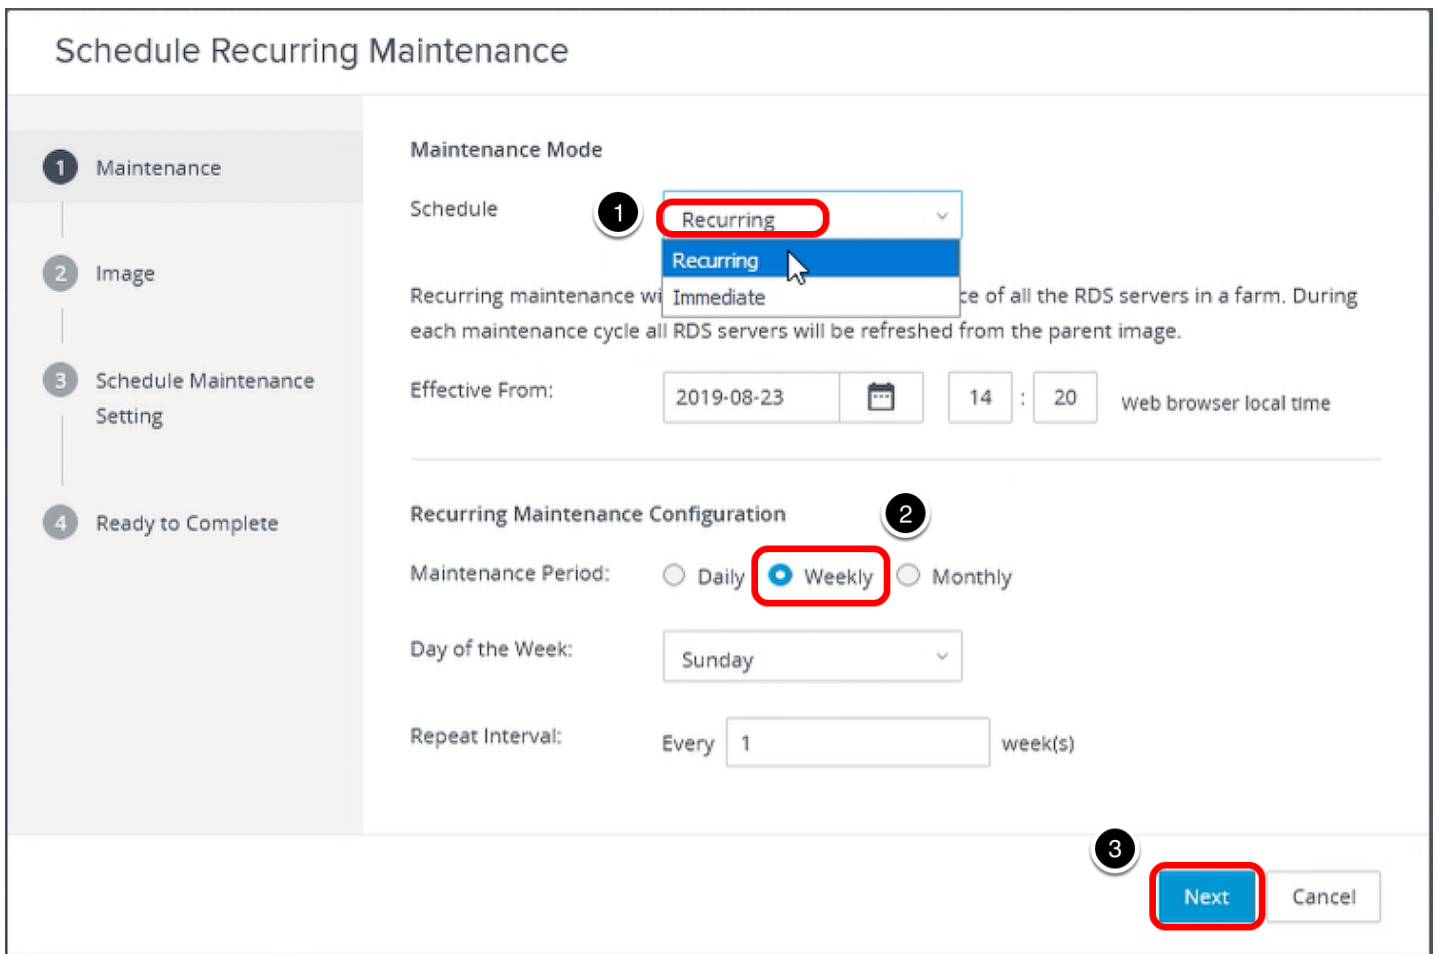 Schedule Recurring Maintenance
1 Maintenance
2 Image
3 Schedule Maintenance
Setting
4 Ready to Complete
Maintenance Mode
Schedule 1 Recurring
Recurring
Immediate
Recurring maintenance wi ce of all the RDS servers in a farm. During
each maintenance cycle all RDS servers will be refreshed from the parent image.
Effective From: 2019-08-23 14 : 20 Web browser local time
Recurring Maintenance Configuration 2
Maintenance Period: Daily Weekly Monthly
Day of the Week: Sunday
Repeat Interval: Every 1 week(s)
3
Next Cancel